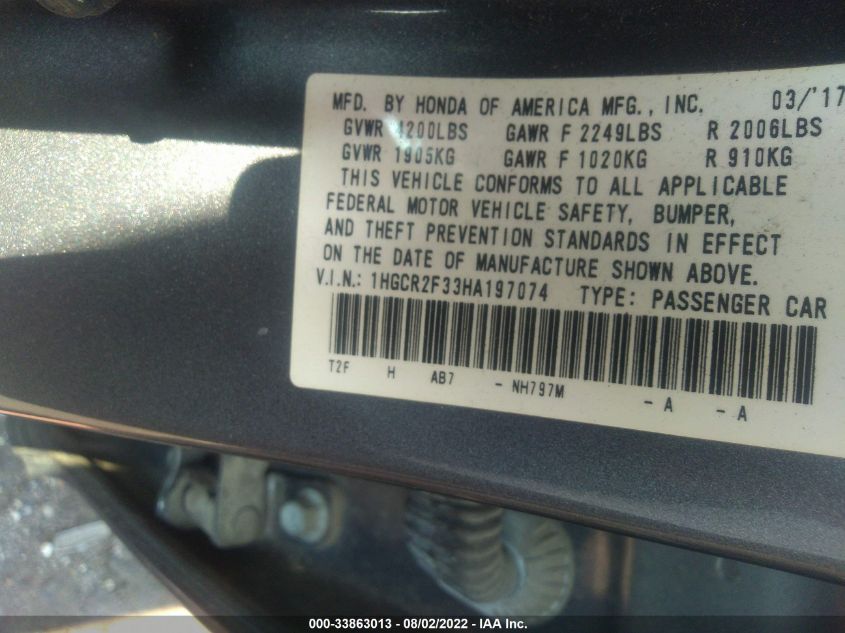 MFD. BY HONDA OF AMERICA MFG., INC. 03/'17
GVWR 4200LBS GAWR F 2249LBS R 2006LBS
GVWR 1905KG GAWR F 1020KG R 910KG
THIS VEHICLE CONFORMS TO ALL APPLICABLE
FEDERAL MOTOR VEHICLE SAFETY, BUMPER,
AND THEFT PREVENTION STANDARDS IN EFFECT
ON THE DATE OF MANUFACTURE SHOWN ABOVE.
V.I.N.: 1HGCR2F33HA197074 TYPE: PASSENGER CAR
T2F H AB7 - NH797M - A - A
000-33863013 - 08/02/2022 - IAA Inc.